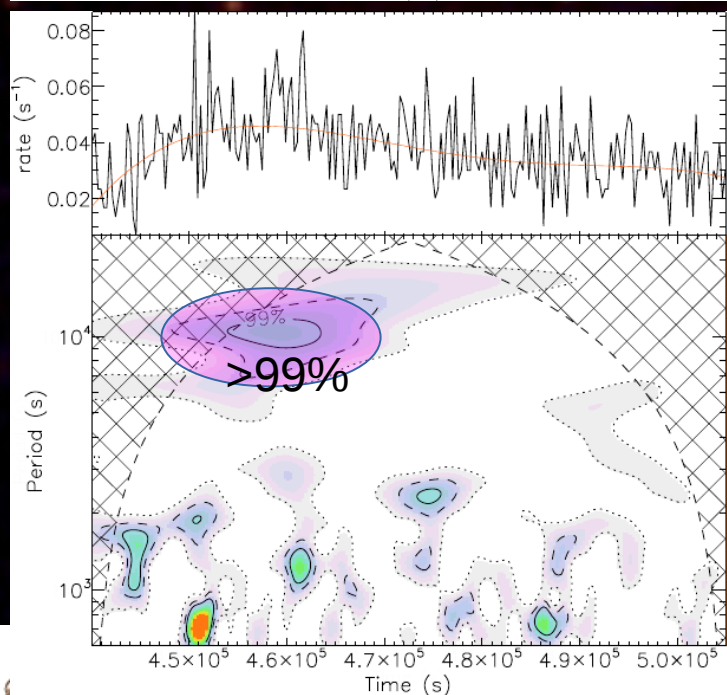 0.08
0.06
0.04
0.02
rate (s⁻¹)
99%
>99%
10⁴
10³
Period (s)
4.5×10⁵ 4.6×10⁵ 4.7×10⁵ 4.8×10⁵ 4.9×10⁵ 5.0×10⁵
Time (s)